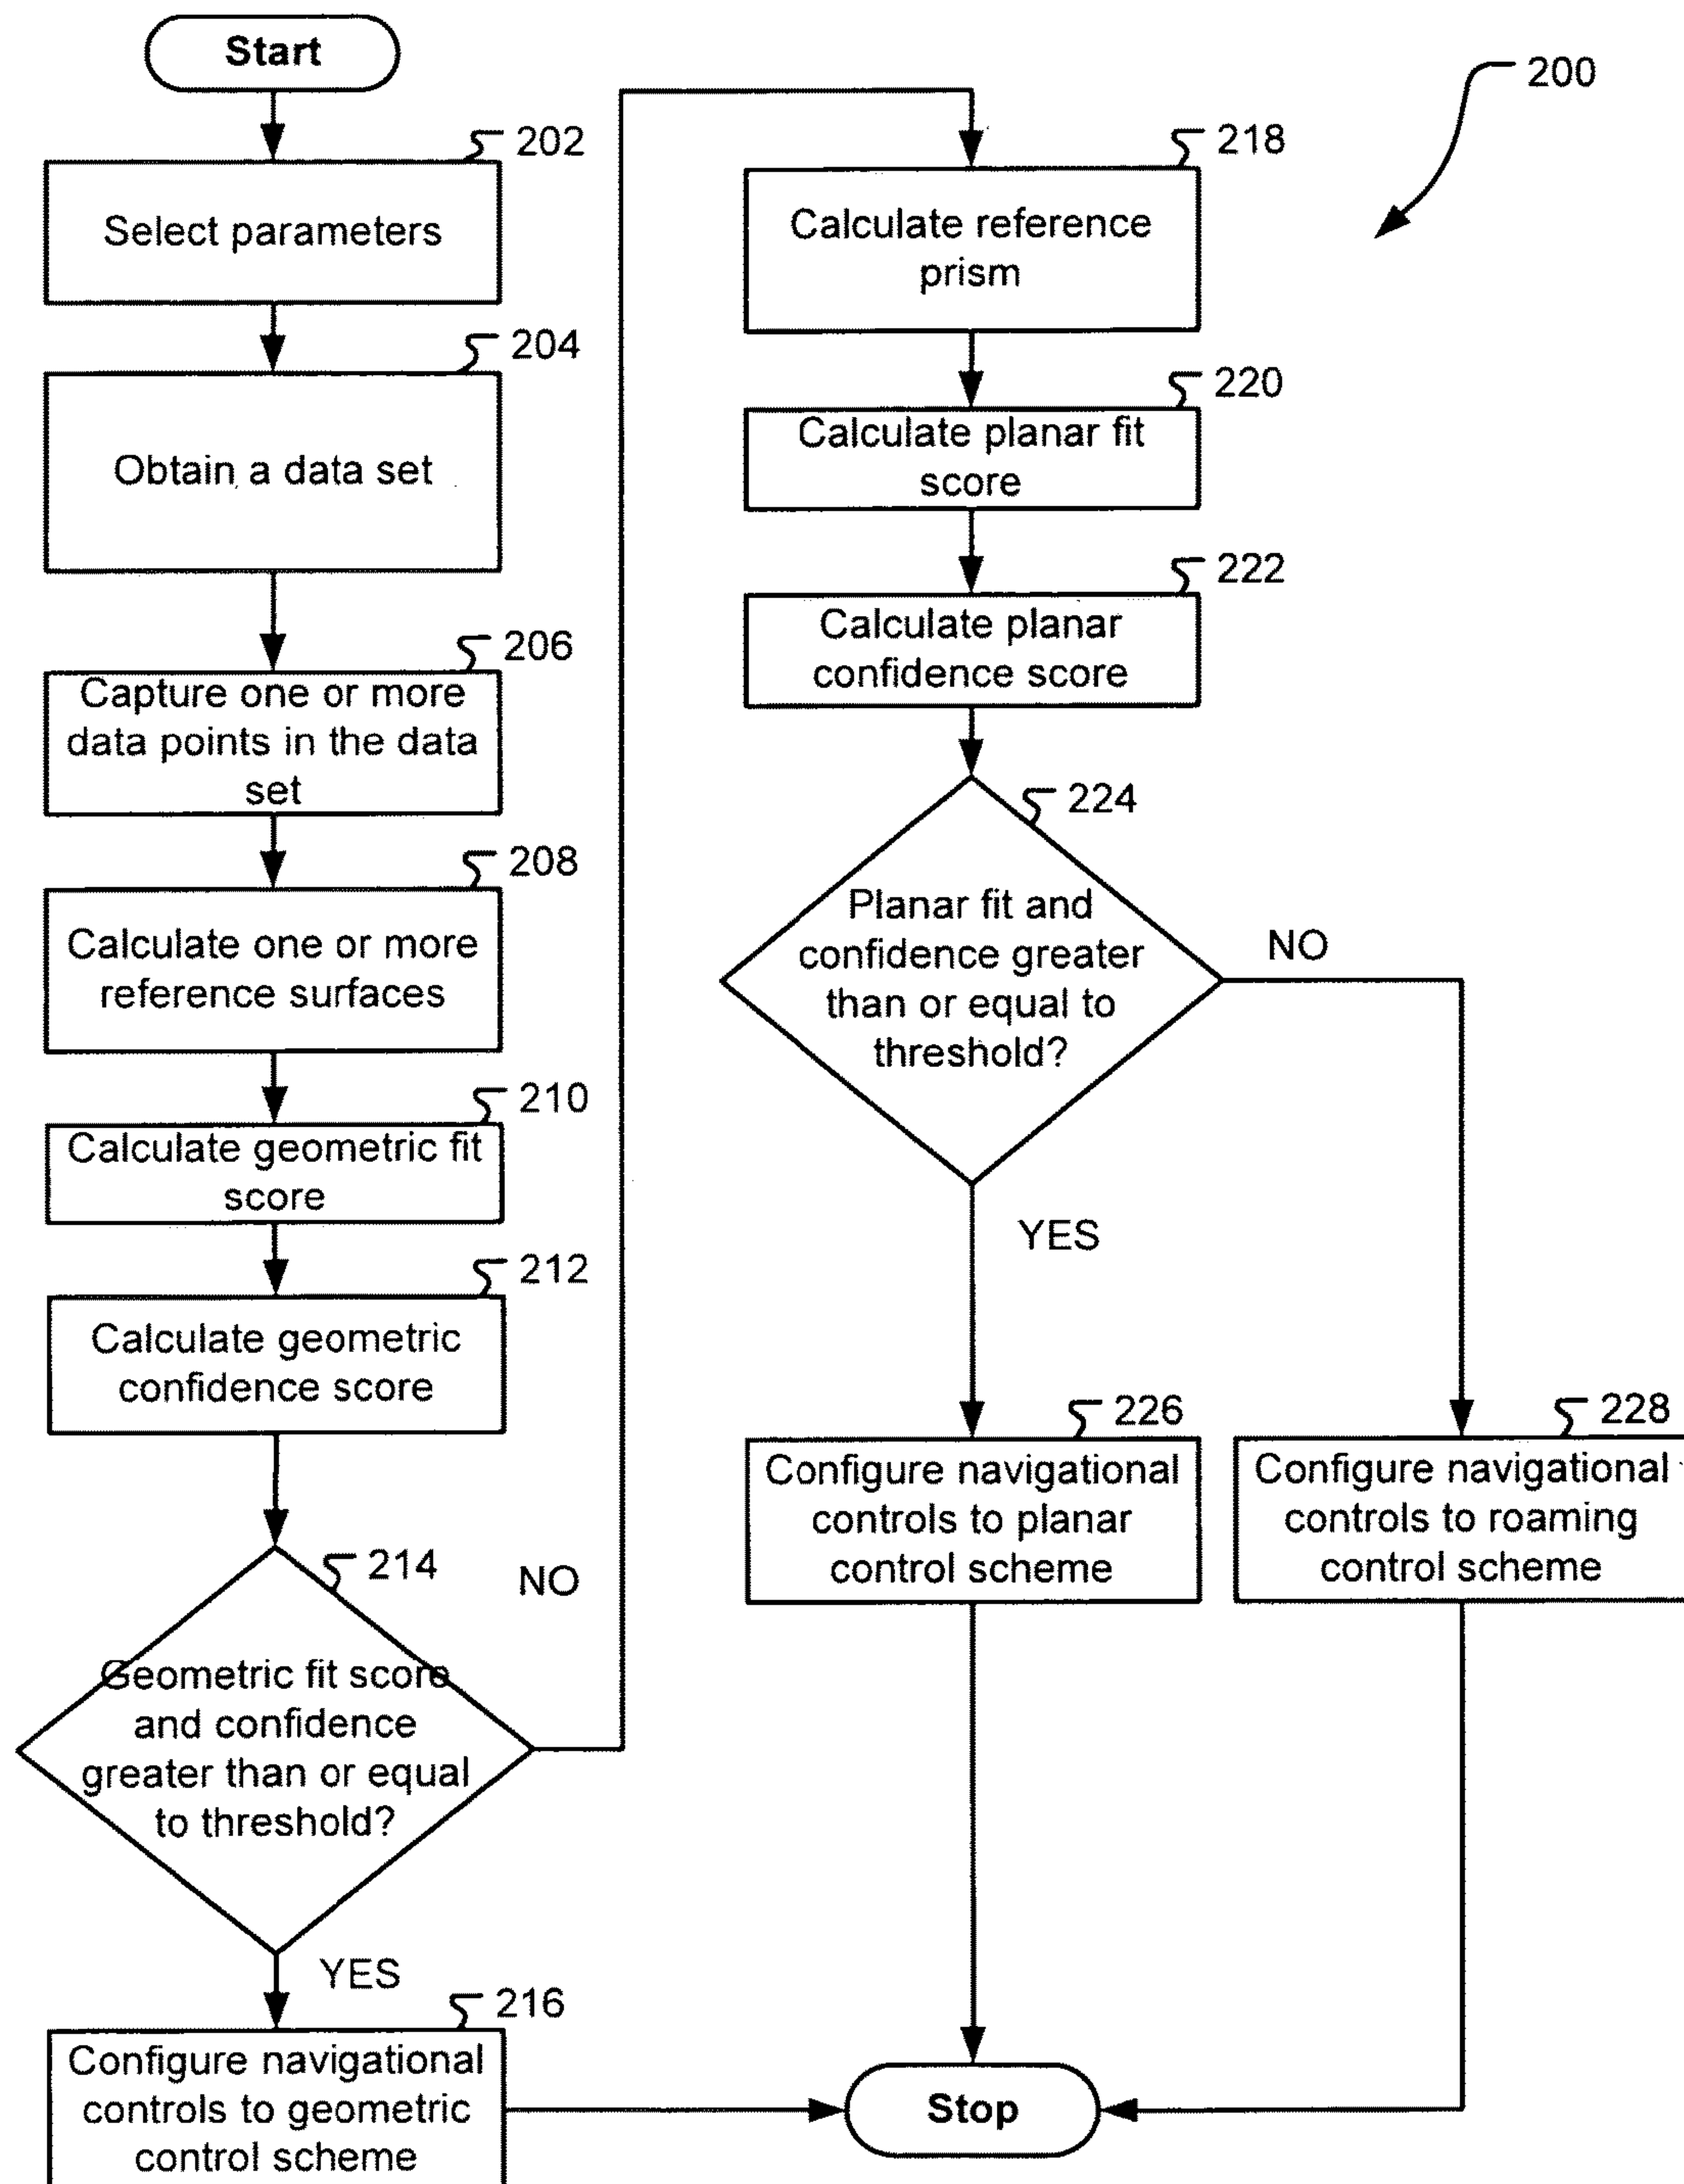 Start
202
Select parameters
204
Obtain a data set
206
Capture one or more
data points in the data
set
208
Calculate one or more
reference surfaces
210
Calculate geometric fit
score
212
Calculate geometric
confidence score
214
NO
Geometric fit score
and confidence
greater than or equal
to threshold?
YES
216
Configure navigational
controls to geometric
control scheme
200
218
Calculate reference
prism
220
Calculate planar fit
score
222
Calculate planar
confidence score
224
Planar fit and
confidence greater
than or equal to
threshold?
NO
YES
226
Configure navigational
controls to planar
control scheme
228
Configure navigational
controls to roaming
control scheme
Stop